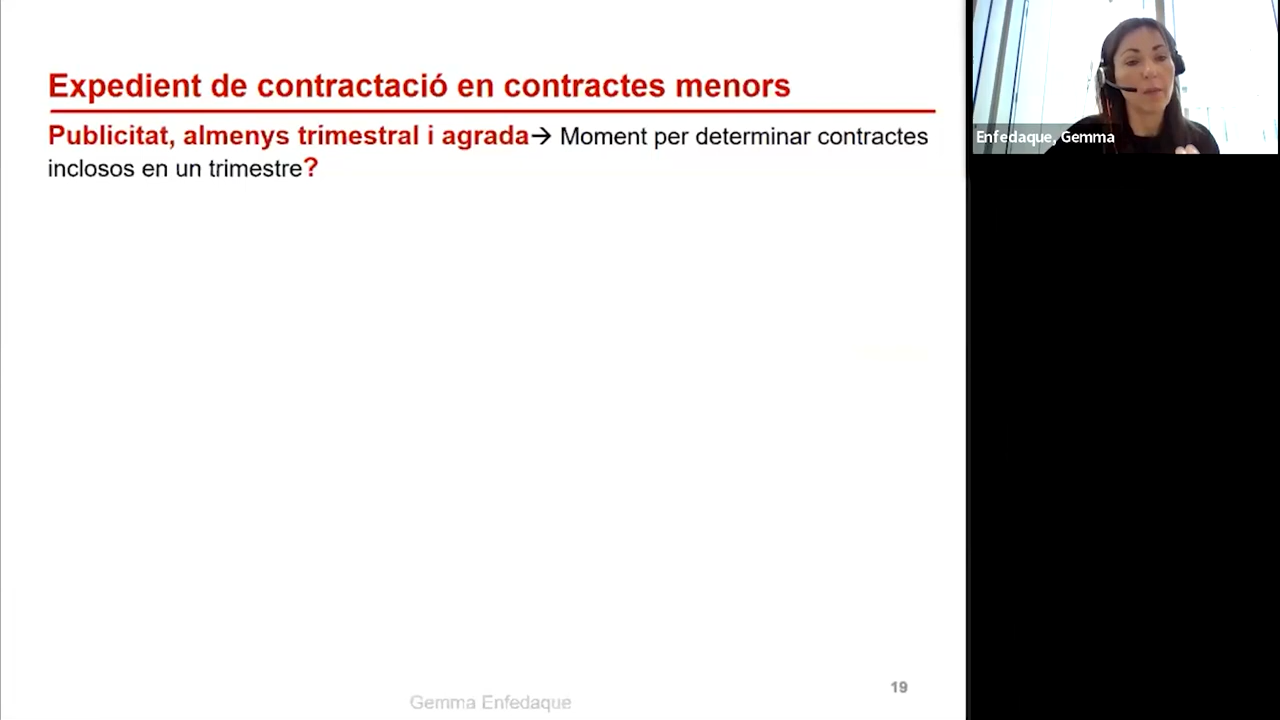 Expedient de contractació en contractes menors
Publicitat, almenys trimestral i agrada→ Moment per determinar contractes
inclosos en un trimestre?
Enfedaque, Gemma
Gemma Enfedaque
19